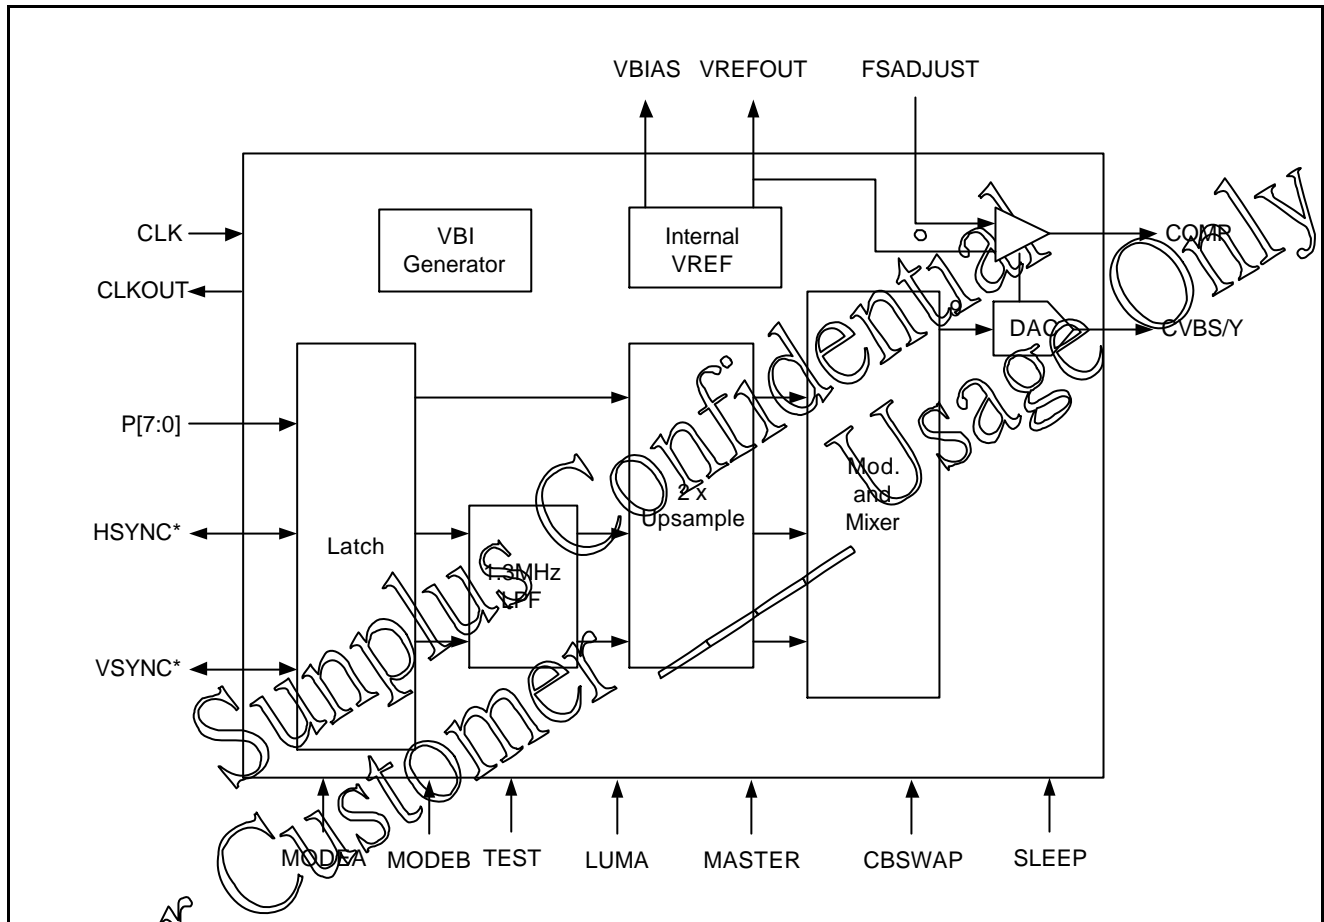 VBIAS VREFOUT FSADJUST
CLK
VBI
Generator
Internal
VREF
COMP
CLKOUT
DAC
CVBS/Y
P[7:0]
HSYNC*
Latch
1.3MHz
LPF
2 x
Upsample
Mod.
and
Mixer
VSYNC*
MODEA MODEB TEST LUMA MASTER CBSWAP SLEEP
Sunplus Confidential
Customer Usage Only